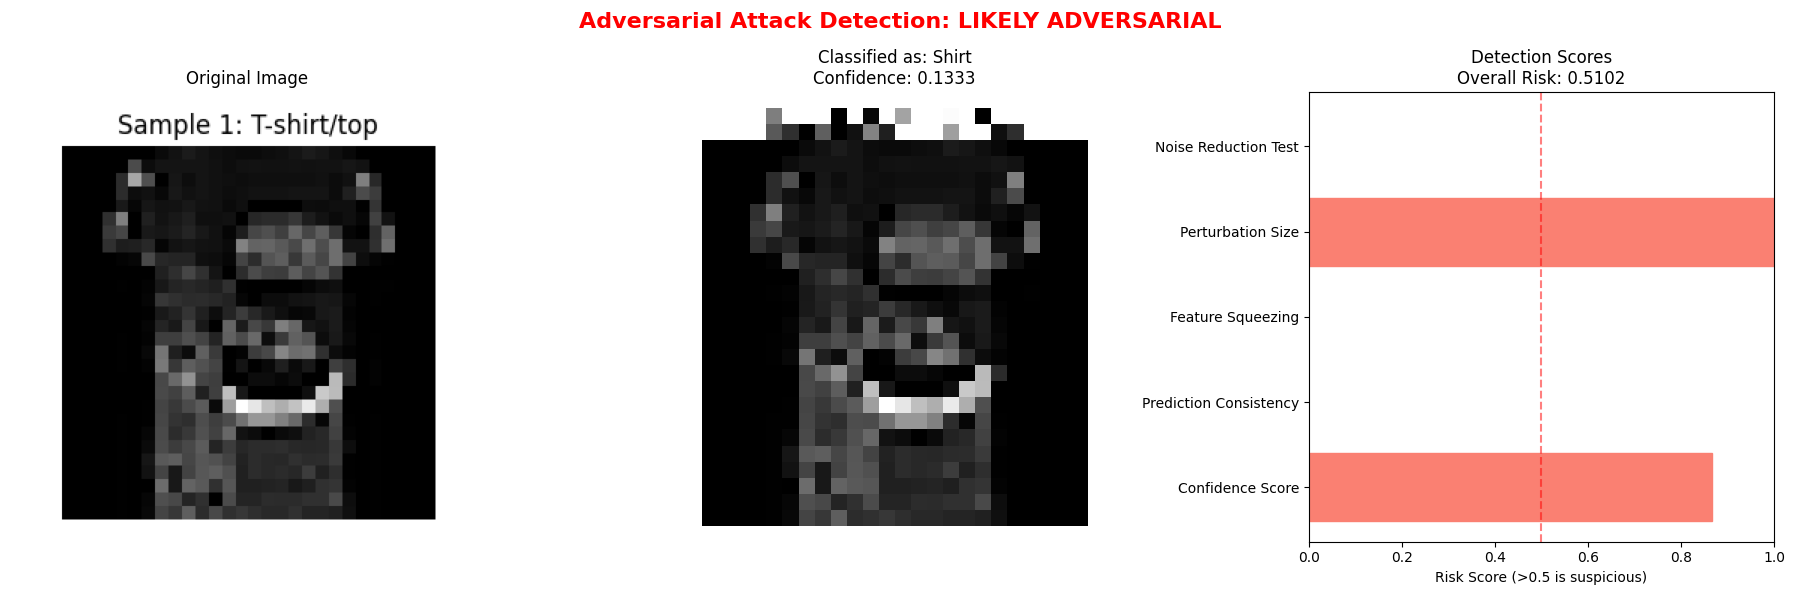 Adversarial Attack Detection: LIKELY ADVERSARIAL
Original Image
Sample 1: T-shirt/top
Classified as: Shirt
Confidence: 0.1333
Detection Scores
Overall Risk: 0.5102
Noise Reduction Test
Perturbation Size
Feature Squeezing
Prediction Consistency
Confidence Score
0.0 0.2 0.4 0.6 0.8 1.0
Risk Score (>0.5 is suspicious)